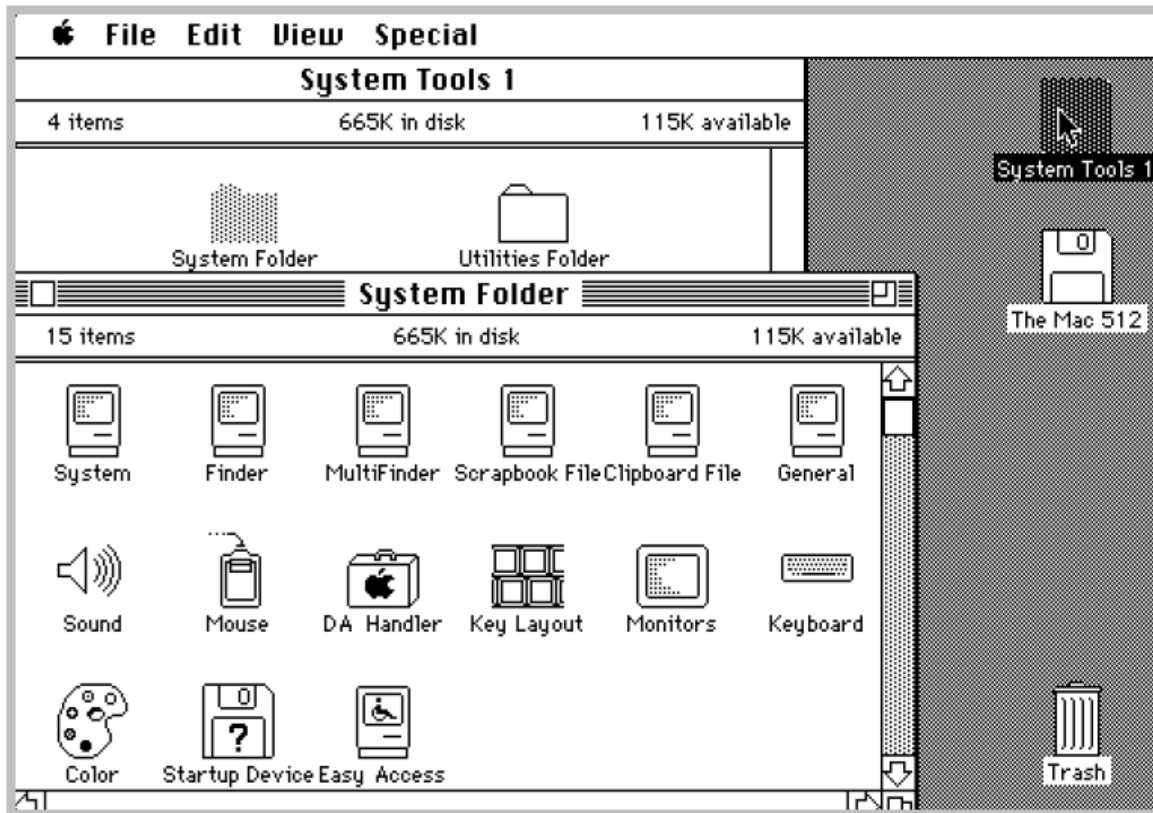 File Edit View Special
System Tools 1
4 items 665K in disk 115K available
System Tools 1
System Folder Utilities Folder
The Mac 512
System Folder
15 items 665K in disk 115K available
System Finder MultiFinder Scrapbook File Clipboard File General
Sound Mouse DA Handler Key Layout Monitors Keyboard
Color Startup Device Easy Access
Trash